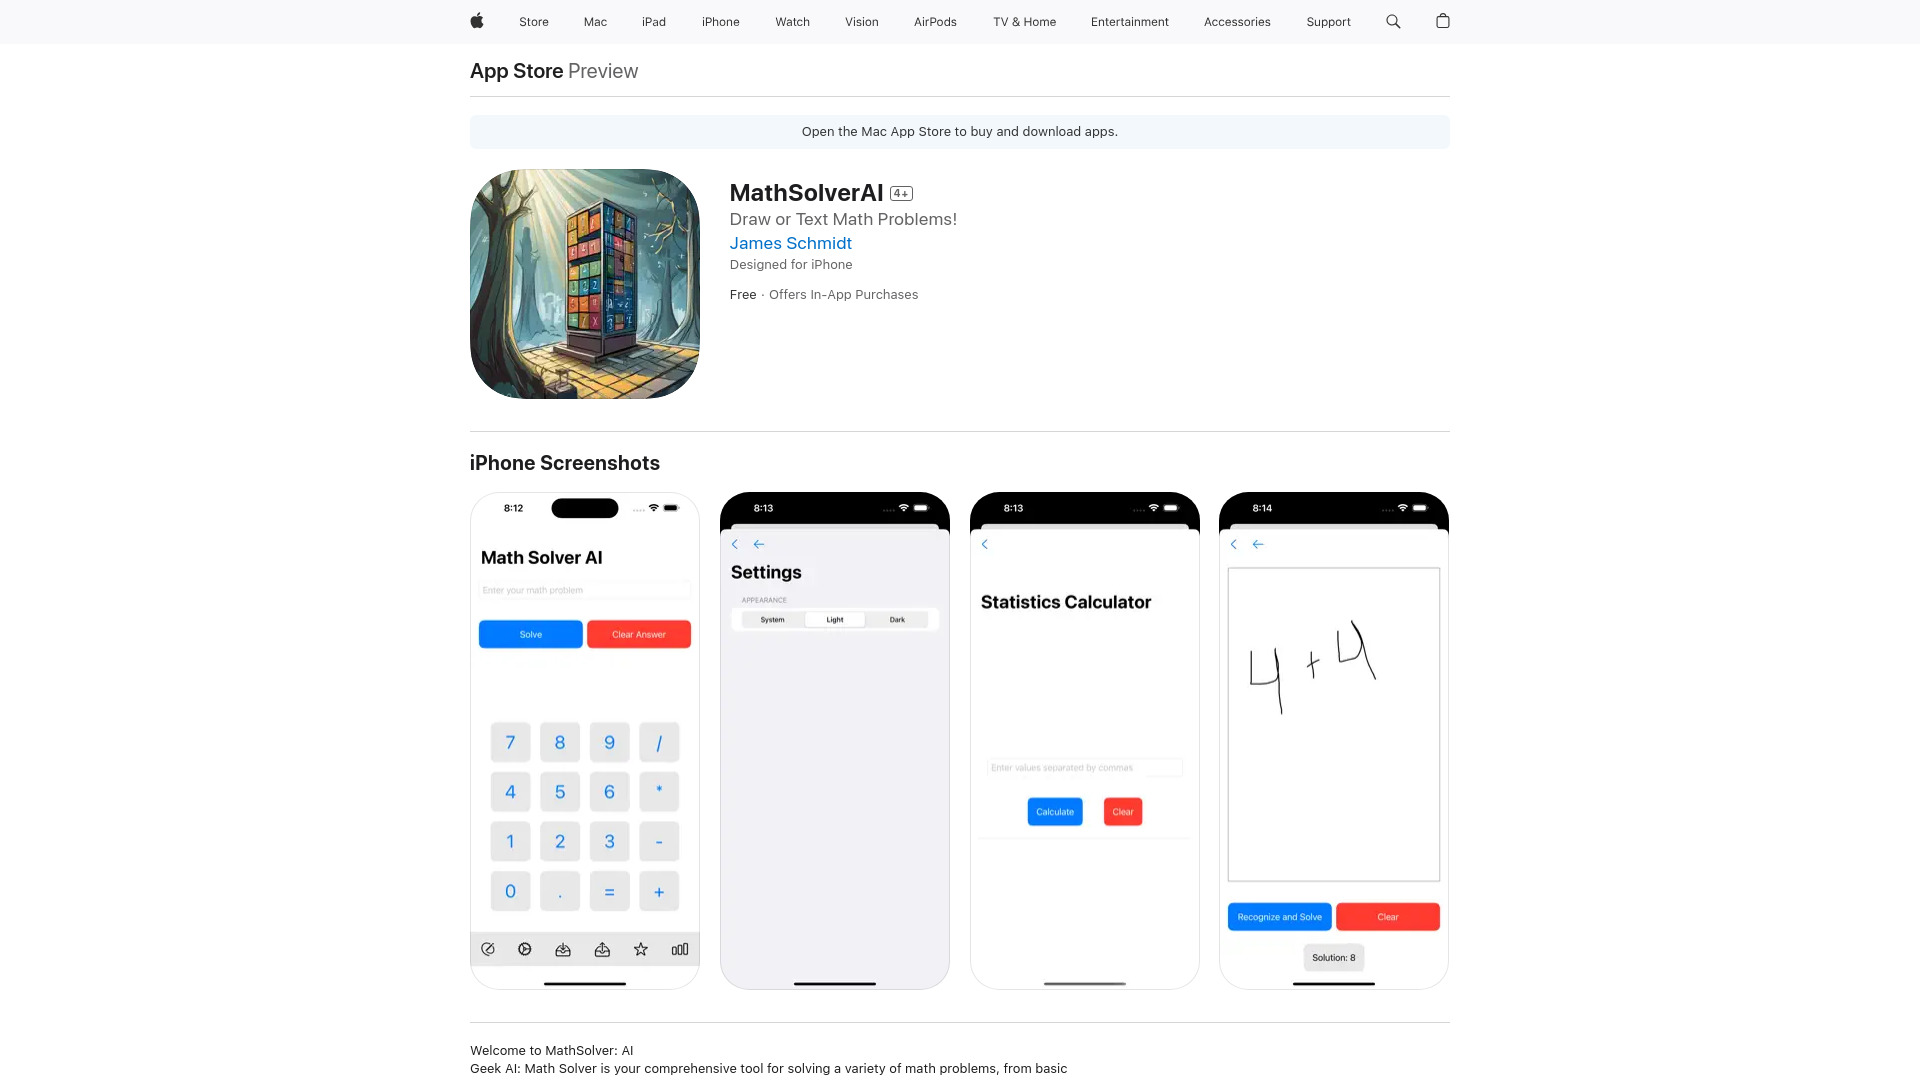 Store Mac iPad iPhone Watch Vision AirPods TV & Home Entertainment Accessories Support
App Store Preview
Open the Mac App Store to buy and download apps.
MathSolverAI 4+
Draw or Text Math Problems!
James Schmidt
Designed for iPhone
Free · Offers In-App Purchases
iPhone Screenshots
8:12
Math Solver AI
Enter your math problem
Solve Clear Answer
7 8 9 /
4 5 6 *
1 2 3 -
0 . = +
8:13
Settings
APPEARANCE
System Light Dark
8:13
Statistics Calculator
Enter values separated by commas
Calculate Clear
8:14
4 + 4
Recognize and Solve Clear
Solution: 8
Welcome to MathSolver: AI
Geek AI: Math Solver is your comprehensive tool for solving a variety of math problems, from basic